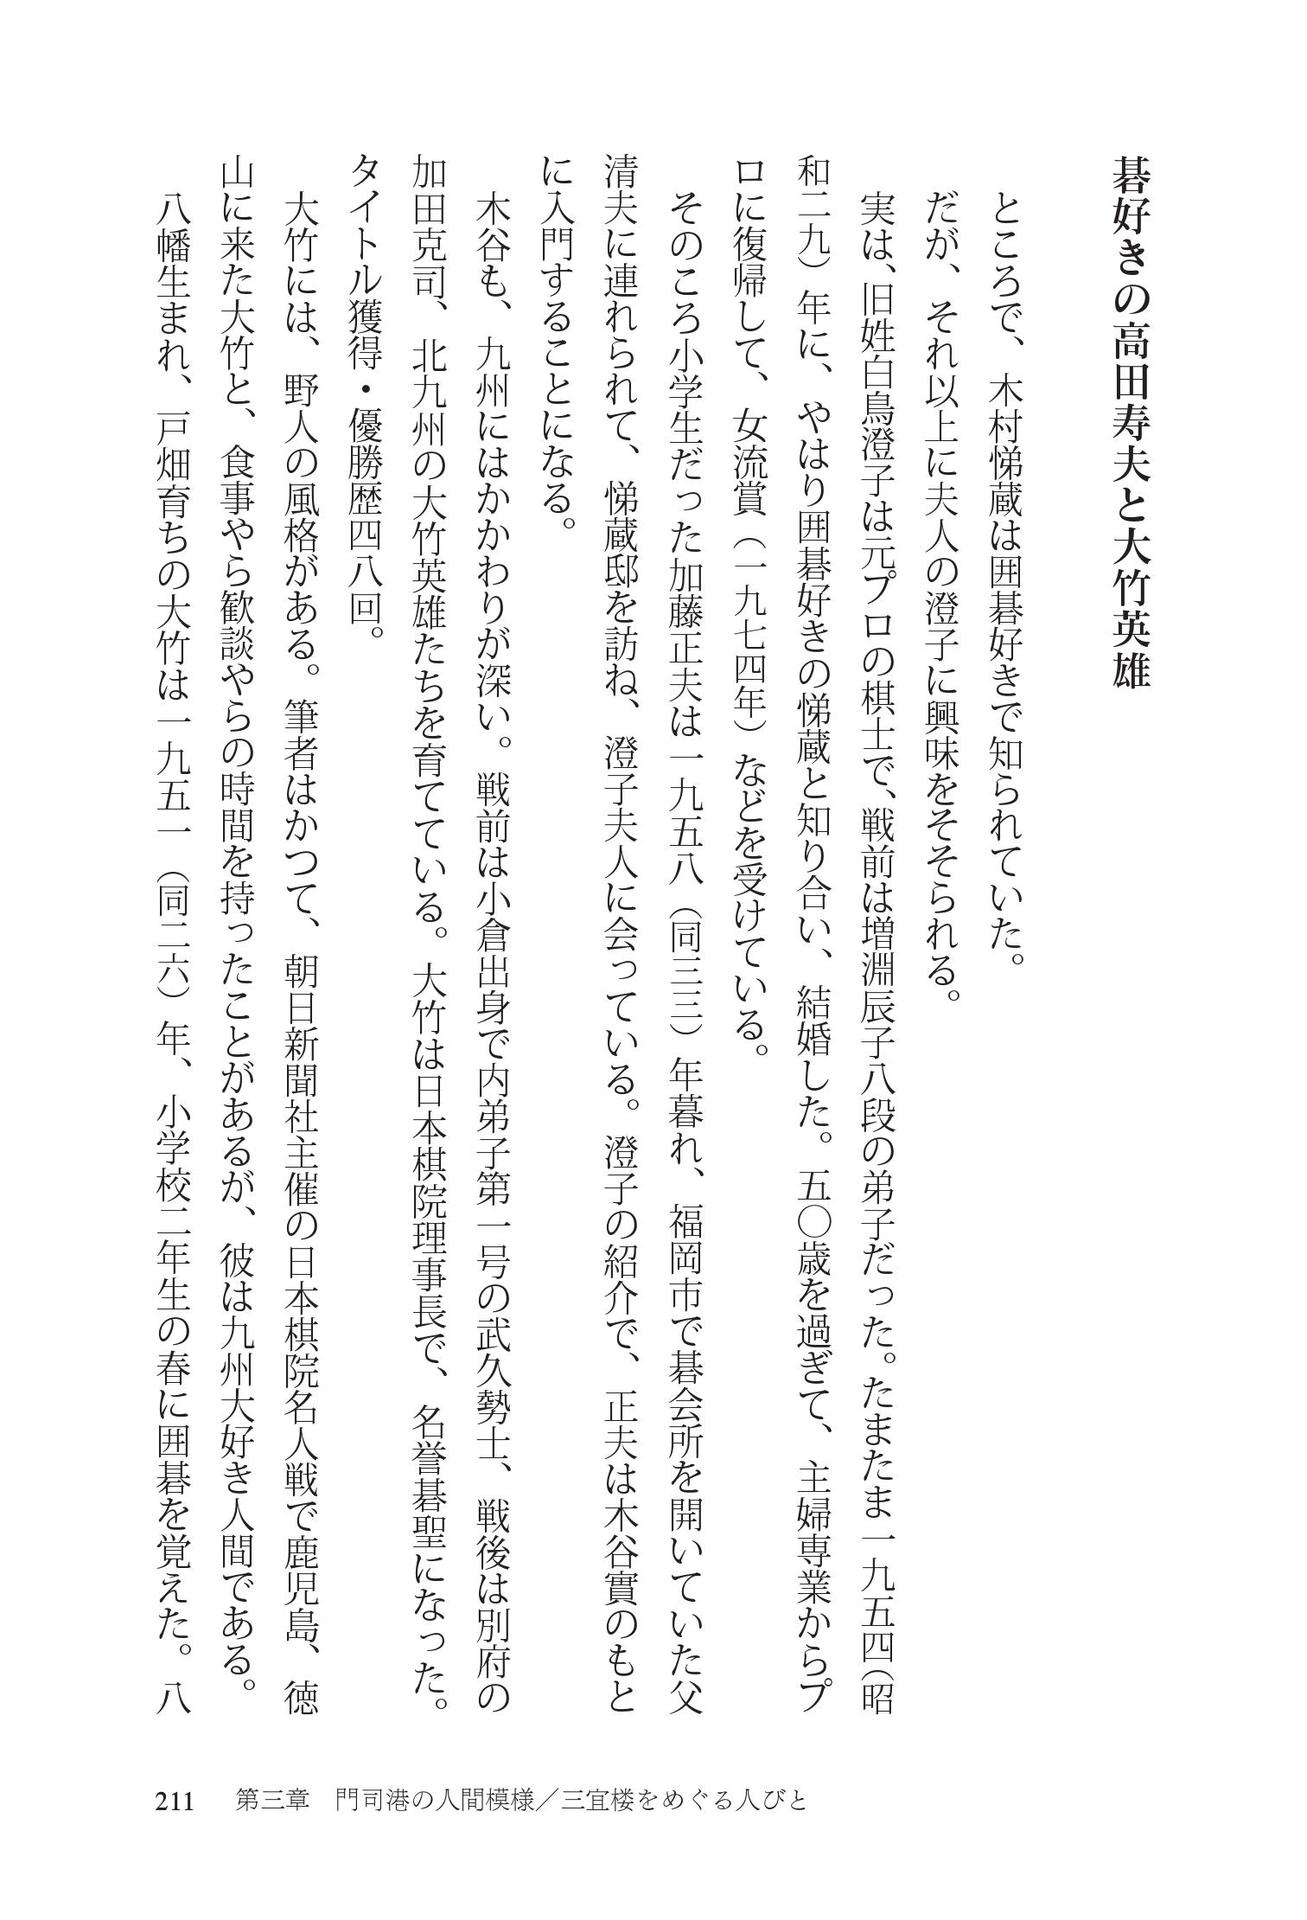 碁好きの高田寿夫と大竹英雄
ところで、木村悌蔵は囲碁好きで知られていた。
だが、それ以上に夫人の澄子に興味をそそられる。
実は、旧姓白鳥澄子は元プロの棋士で、戦前は増淵辰子八段の弟子だった。たまたま一九五四(昭
和二九）年に、やはり囲碁好きの悌蔵と知り合い、結婚した。五〇歳を過ぎて、主婦専業からプ
ロに復帰して、女流賞（一九七四年）などを受けている。
そのころ小学生だった加藤正夫は一九五八（同三三）年暮れ、福岡市で碁会所を開いていた父
清夫に連れられて、悌蔵邸を訪ね、澄子夫人に会っている。澄子の紹介で、正夫は木谷實のもと
に入門することになる。
木谷も、九州にはかかわりが深い。戦前は小倉出身で内弟子第一号の武久勢士、戦後は別府の
加田克司、北九州の大竹英雄たちを育てている。大竹は日本棋院理事長で、名誉碁聖になった。
タイトル獲得・優勝歴四八回。
大竹には、野人の風格がある。筆者はかつて、朝日新聞社主催の日本棋院名人戦で鹿児島、徳
山に来た大竹と、食事やら歓談やらの時間を持ったことがあるが、彼は九州大好き人間である。
八幡生まれ、戸畑育ちの大竹は一九五一（同二六）年、小学校二年生の春に囲碁を覚えた。八
211 第三章 門司港の人間模様／三宜楼をめぐる人びと